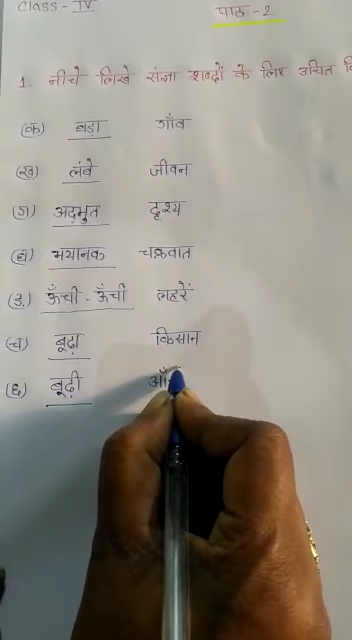 Class - IV
पाठ - 2
1. नीचे लिखे संज्ञा शब्दों के लिए उचित
(क) बड़ा गाँव
(ख) लंबे जीवन
(ग) अद्भुत दृश्य
(घ) भयानक चक्रवात
(ङ) ऊँची - ऊँची लहरें
(च) बूढ़ा किसान
(छ) बूढ़ी